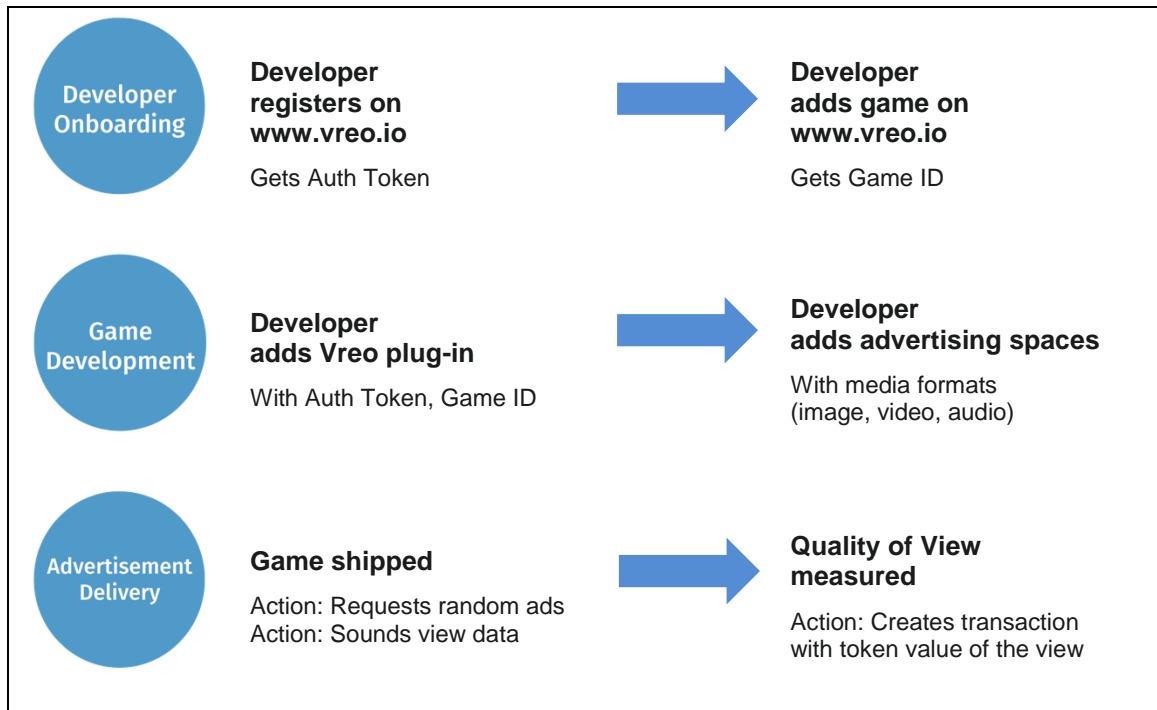 Developer
Onboarding
Developer
registers on
www.vreo.io
Gets Auth Token
Developer
adds game on
www.vreo.io
Gets Game ID
Game
Development
Developer
adds Vreo plug-in
With Auth Token, Game ID
Developer
adds advertising spaces
With media formats
(image, video, audio)
Advertisement
Delivery
Game shipped
Action: Requests random ads
Action: Sounds view data
Quality of View
measured
Action: Creates transaction
with token value of the view